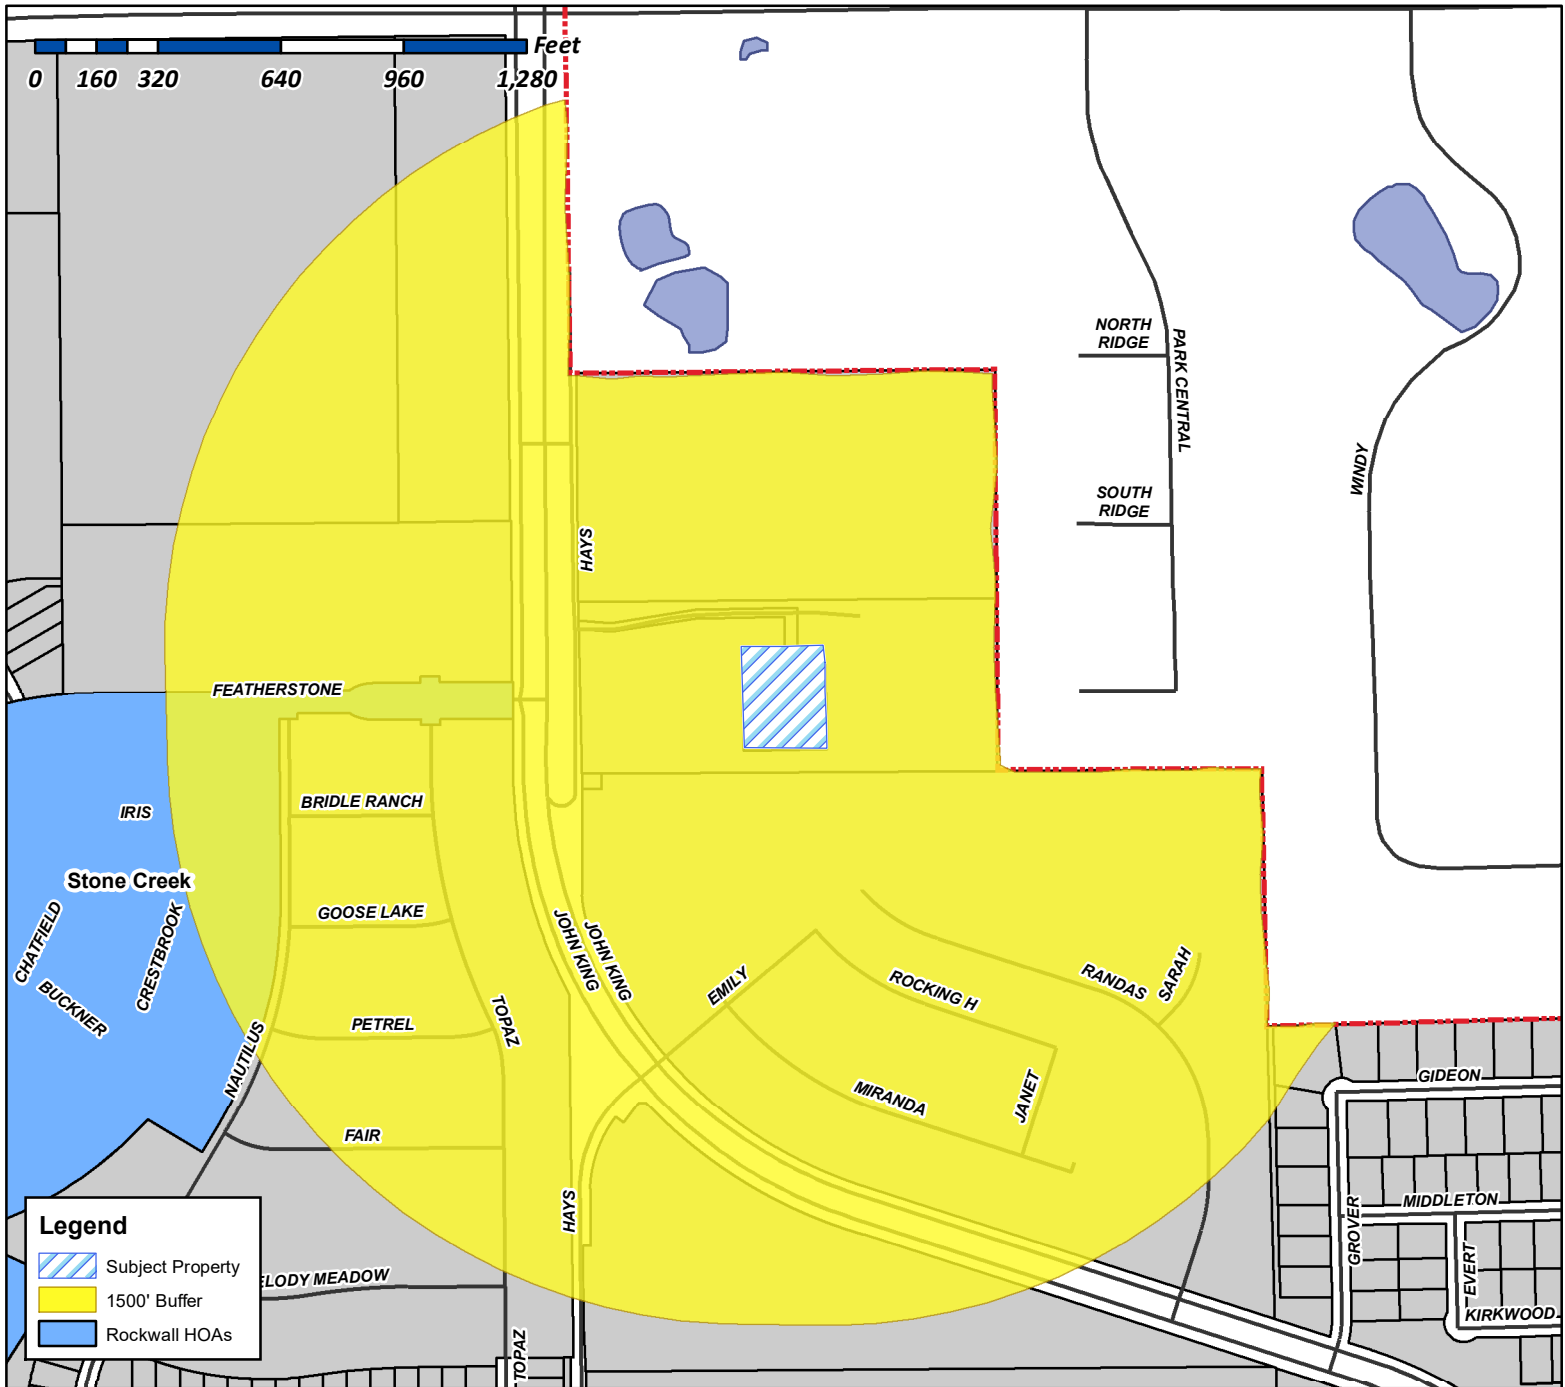 Feet
0 160 320 640 960 1,280
NORTH
RIDGE
PARK CENTRAL
SOUTH
RIDGE
WINDY
HAYS
FEATHERSTONE
IRIS
BRIDLE RANCH
Stone Creek
GOOSE LAKE
CHATFIELD
CRESTBROOK
BUCKNER
JOHN KING
JOHN KING
EMILY
ROCKING H
RANDAS
SARAH
TOPAZ
PETREL
NAUTILUS
MIRANDA
JANET
GIDEON
FAIR
HAYS
MIDDLETON
GROVER
EVERT
KIRKWOOD
ELODY MEADOW
TOPAZ
Legend
Subject Property
1500' Buffer
Rockwall HOAs